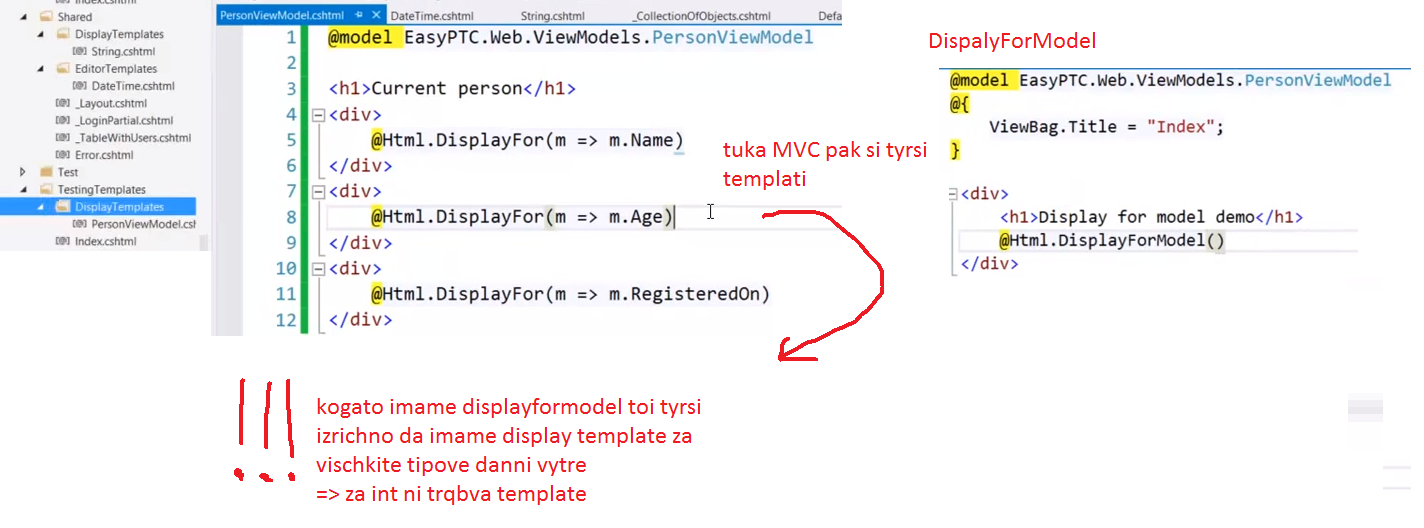 Index.cshtml
Shared
DisplayTemplates
String.cshtml
EditorTemplates
DateTime.cshtml
_Layout.cshtml
_LoginPartial.cshtml
_TableWithUsers.cshtml
Error.cshtml
Test
TestingTemplates
DisplayTemplates
PersonViewModel.csh
Index.cshtml
PersonViewModel.cshtml
DateTime.cshtml
String.cshtml
_CollectionOfObjects.cshtml
Defa
1 @model EasyPTC.Web.ViewModels.PersonViewModel
2
3 <h1>Current person</h1>
4 <div>
5 @Html.DisplayFor(m => m.Name)
6 </div>
7 <div>
8 @Html.DisplayFor(m => m.Age)
9 </div>
10 <div>
11 @Html.DisplayFor(m => m.RegisteredOn)
12 </div>
tuka MVC pak si tyrsi
templati
DispalyForModel
@model EasyPTC.Web.ViewModels.PersonViewModel
@{
ViewBag.Title = "Index";
}
<div>
<h1>Display for model demo</h1>
@Html.DisplayForModel()
</div>
!!!
kogato imame displayformodel toi tyrsi
izrichno da imame display template za
vischkite tipove danni vytre
=> za int ni trqbva template